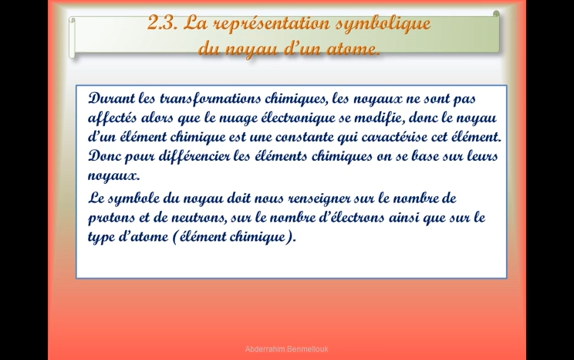 2.3. La représentation symbolique
du noyau d'un atome.
Durant les transformations chimiques, les noyaux ne sont pas
affectés alors que le nuage électronique se modifie, donc le noyau
d'un élément chimique est une constante qui caractérise cet élément.
Donc pour différencier les éléments chimiques on se base sur leurs
noyaux.
Le symbole du noyau doit nous renseigner sur le nombre de
protons et de neutrons, sur le nombre d'électrons ainsi que sur le
type d'atome (élément chimique).
Abderrahim Benmellouk